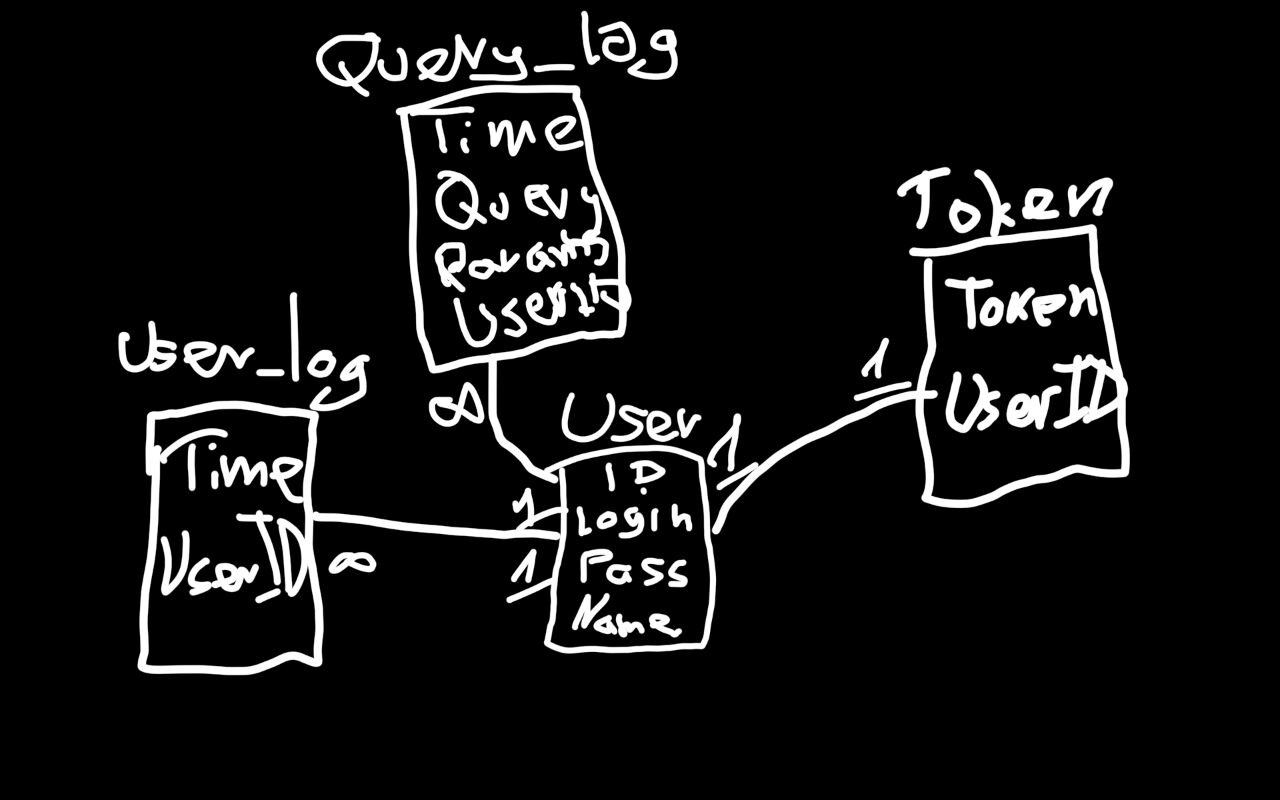 Query_log
Time
Query
Params
UserID
Token
Token
UserID
User_log
Time
UserID
∞
∞
User
ID
Login
Pass
Name
1
1
1
1